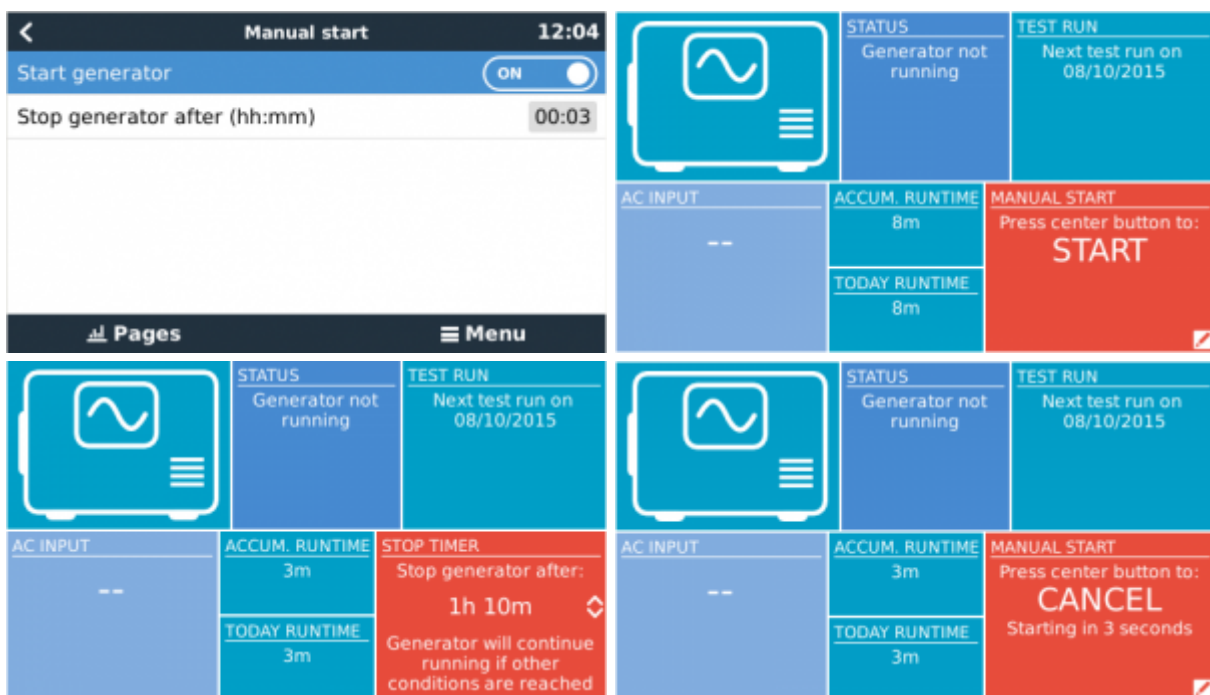 Manual start 12:04
Start generator ON
Stop generator after (hh:mm) 00:03
Pages Menu
STATUS
Generator not
running
TEST RUN
Next test run on
08/10/2015
AC INPUT
--
ACCUM. RUNTIME
8m
TODAY RUNTIME
8m
MANUAL START
Press center button to:
START
STATUS
Generator not
running
TEST RUN
Next test run on
08/10/2015
AC INPUT
--
ACCUM. RUNTIME
3m
TODAY RUNTIME
3m
STOP TIMER
Stop generator after:
1h 10m
Generator will continue
running if other
conditions are reached
STATUS
Generator not
running
TEST RUN
Next test run on
08/10/2015
AC INPUT
--
ACCUM. RUNTIME
3m
TODAY RUNTIME
3m
MANUAL START
Press center button to:
CANCEL
Starting in 3 seconds